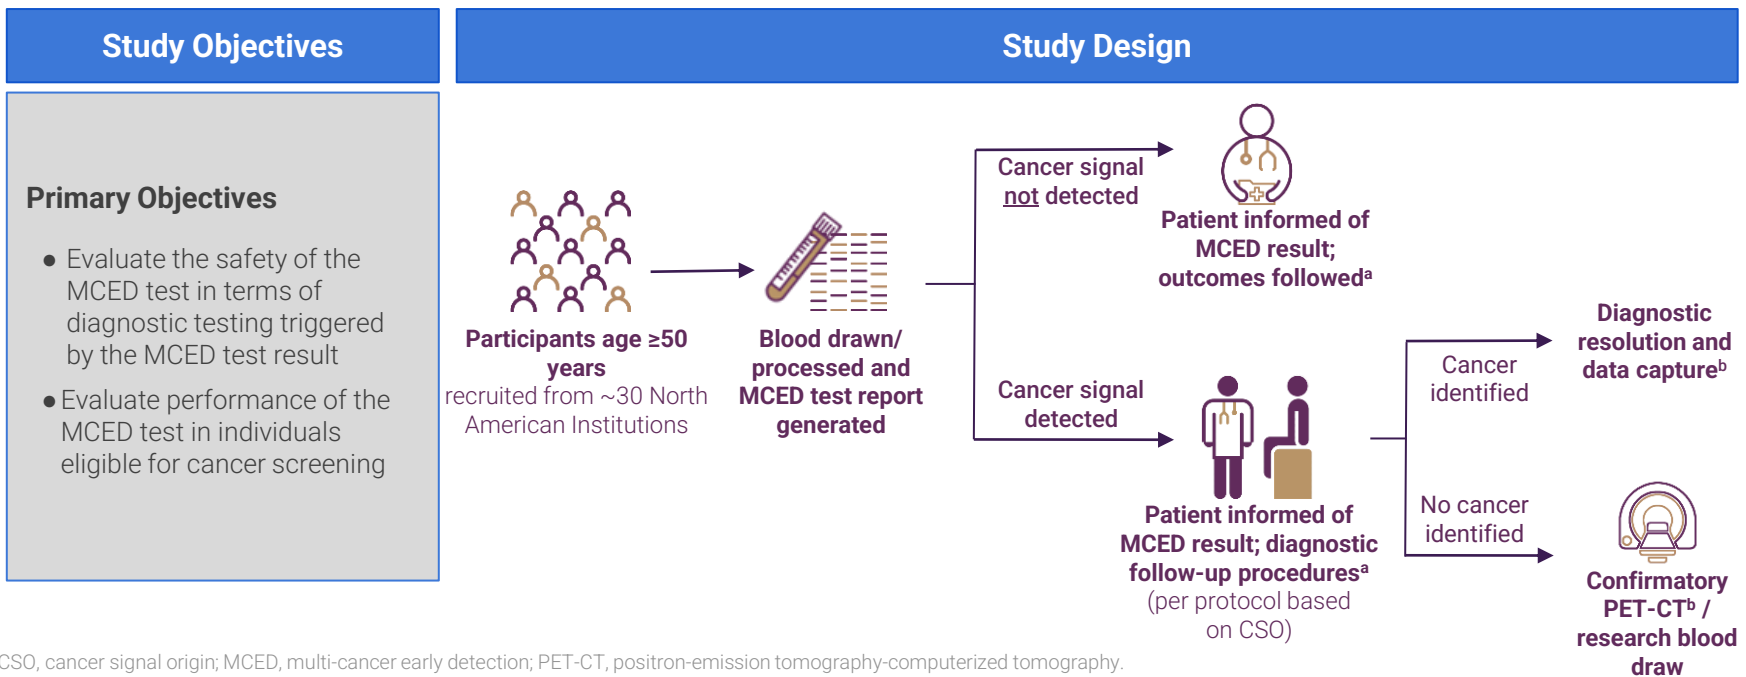 Study Objectives
Study Design
Primary Objectives
● Evaluate the safety of the
MCED test in terms of
diagnostic testing triggered
by the MCED test result
● Evaluate performance of the
MCED test in individuals
eligible for cancer screening
Participants age ≥50
years
recruited from ~30 North
American Institutions
Blood drawn/
processed and
MCED test report
generated
Cancer signal
not detected
Patient informed of
MCED result;
outcomes followedᵃ
Cancer signal
detected
Patient informed of
MCED result; diagnostic
follow-up proceduresᵃ
(per protocol based
on CSO)
Cancer
identified
Diagnostic
resolution and
data captureᵇ
No cancer
identified
Confirmatory
PET-CTᵇ /
research blood
draw
CSO, cancer signal origin; MCED, multi-cancer early detection; PET-CT, positron-emission tomography-computerized tomography.